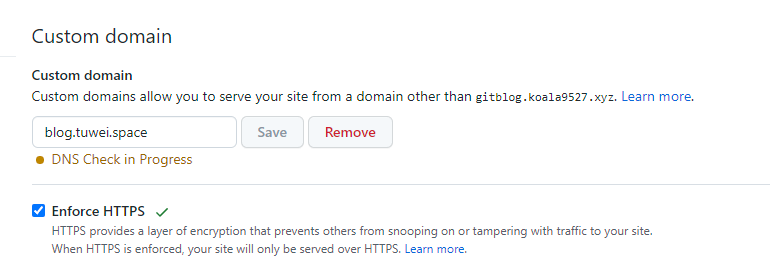 Custom domain
Custom domain
Custom domains allow you to serve your site from a domain other than gitblog.koala9527.xyz. Learn more.
blog.tuwei.space Save Remove
DNS Check in Progress
Enforce HTTPS
HTTPS provides a layer of encryption that prevents others from snooping on or tampering with traffic to your site.
When HTTPS is enforced, your site will only be served over HTTPS. Learn more.